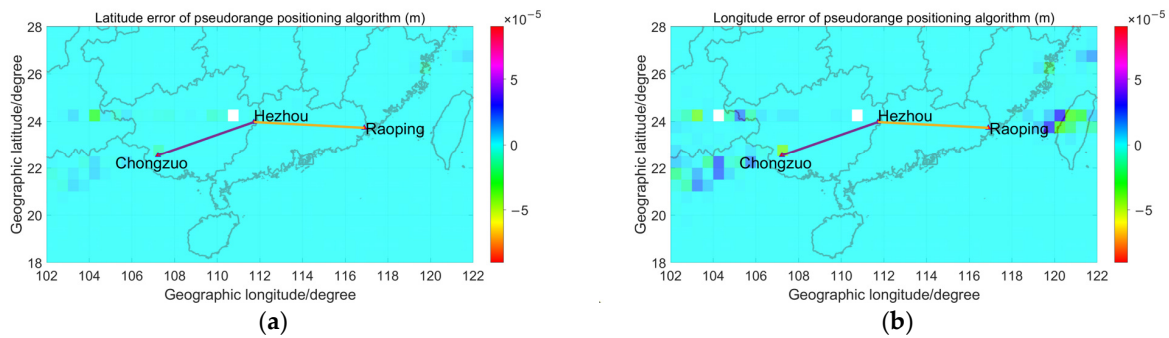 Latitude error of pseudorange positioning algorithm (m)
×10⁻⁵
28
26
24
22
20
18
Geographic latitude/degree
Hezhou
Raoping
Chongzuo
5
0
−5
102 104 106 108 110 112 114 116 118 120 122
Geographic longitude/degree
(a)
Longitude error of pseudorange positioning algorithm (m)
×10⁻⁵
28
26
24
22
20
18
Geographic latitude/degree
Hezhou
Raoping
Chongzuo
5
0
−5
102 104 106 108 110 112 114 116 118 120 122
Geographic longitude/degree
(b)